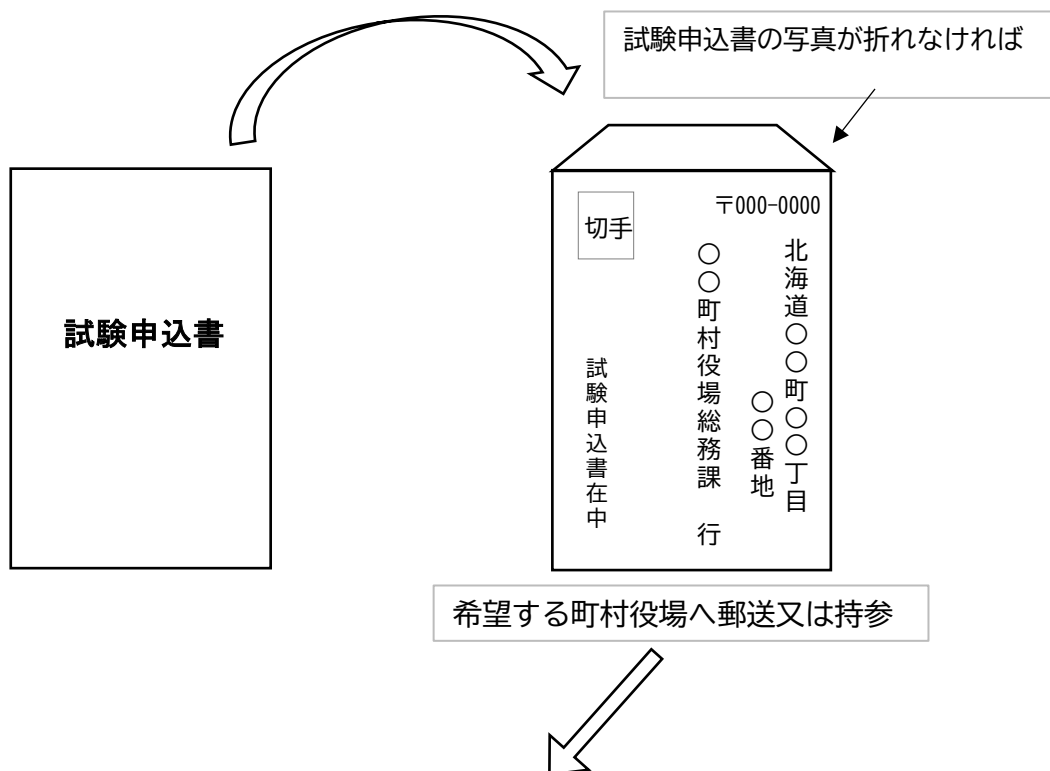 試験申込書の写真が折れなければ
試験申込書
切手
〒000-0000
北海道〇〇町〇〇丁目
〇〇番地
〇〇町村役場総務課　行
試験申込書在中
希望する町村役場へ郵送又は持参